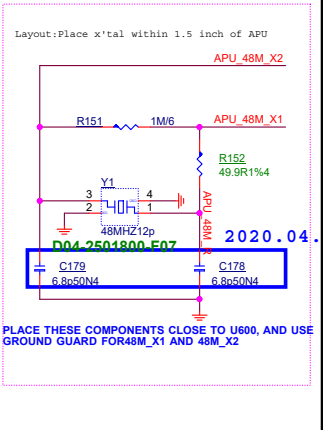 Layout:Place x'tal within 1.5 inch of APU
APU_48M_X2
R151
1M/6
APU_48M_X1
R152
49.9R1%4
Y1
3
4
2
1
48MHZ12p
D04-2501800-F07
2020.04.
C179
6.8p50N4
C178
6.8p50N4
PLACE THESE COMPONENTS CLOSE TO U600, AND USE
GROUND GUARD FOR48M_X1 AND 48M_X2